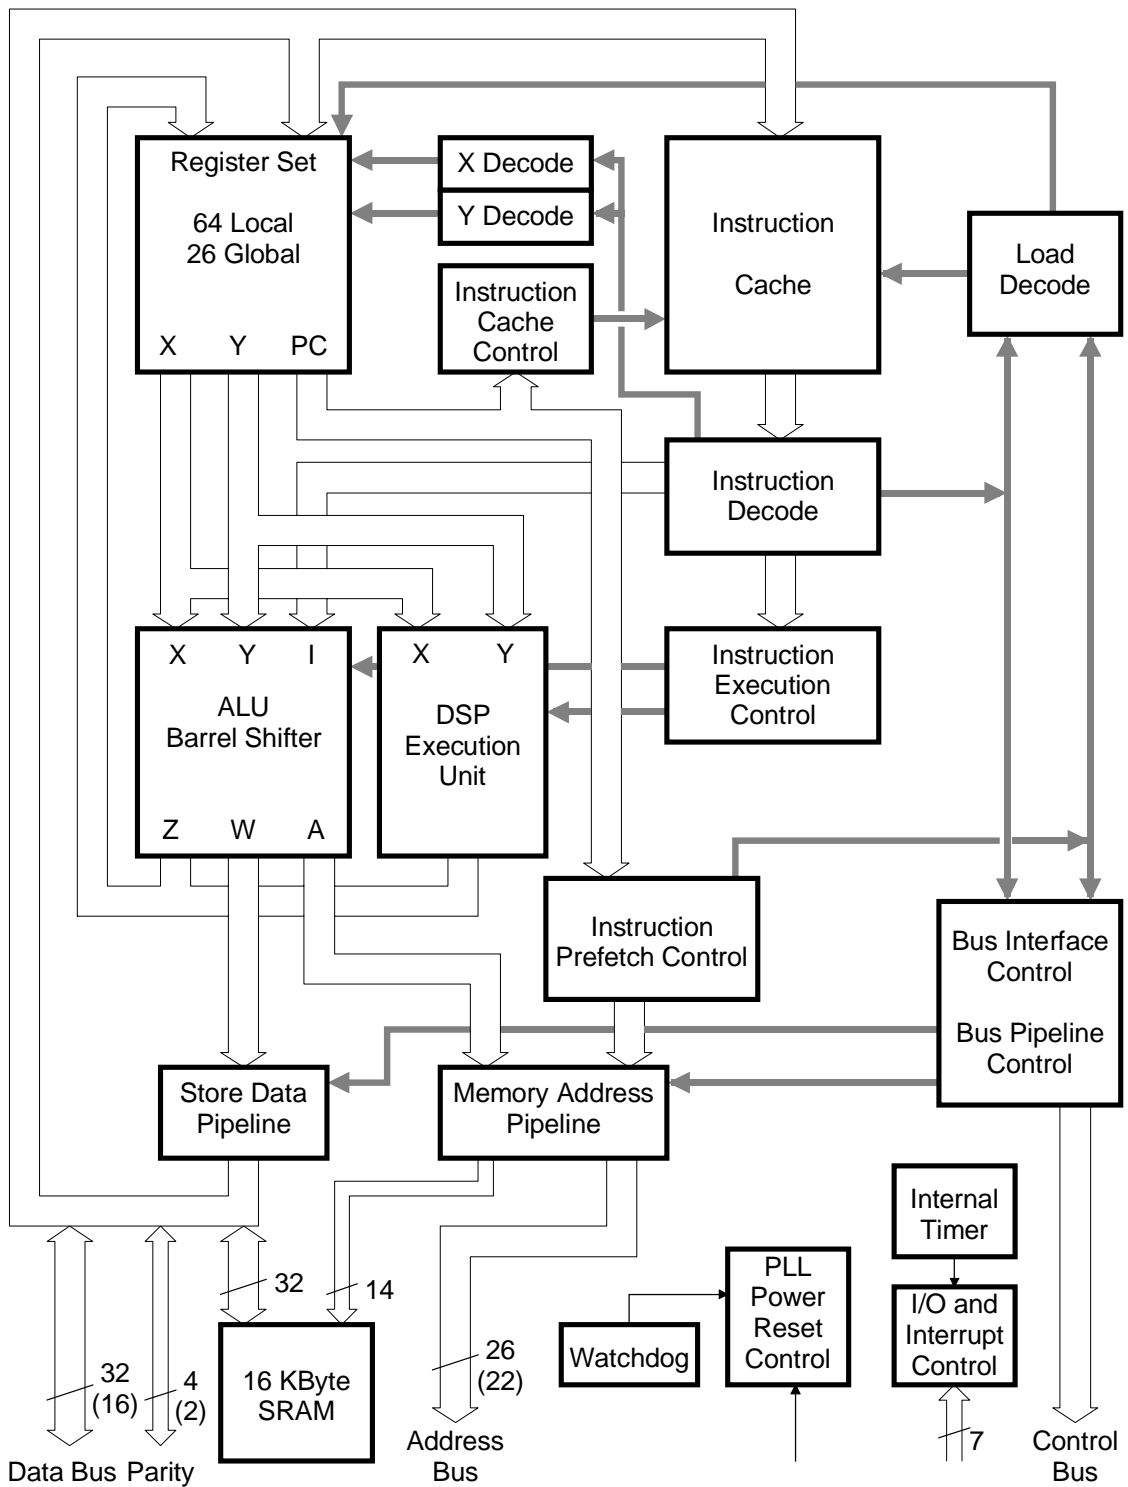 Register Set
64 Local
26 Global
X Y PC
X Decode
Y Decode
Instruction
Cache
Control
Instruction
Cache
Load
Decode
Instruction
Decode
X Y I
ALU
Barrel Shifter
Z W A
X Y
DSP
Execution
Unit
Instruction
Execution
Control
Instruction
Prefetch Control
Bus Interface
Control
Bus Pipeline
Control
Store Data
Pipeline
Memory Address
Pipeline
Internal
Timer
PLL
Power
Reset
Control
I/O and
Interrupt
Control
Watchdog
32
14
16 KByte
SRAM
32
(16)
4
(2)
26
(22)
7
Data Bus
Parity
Address
Bus
Control
Bus